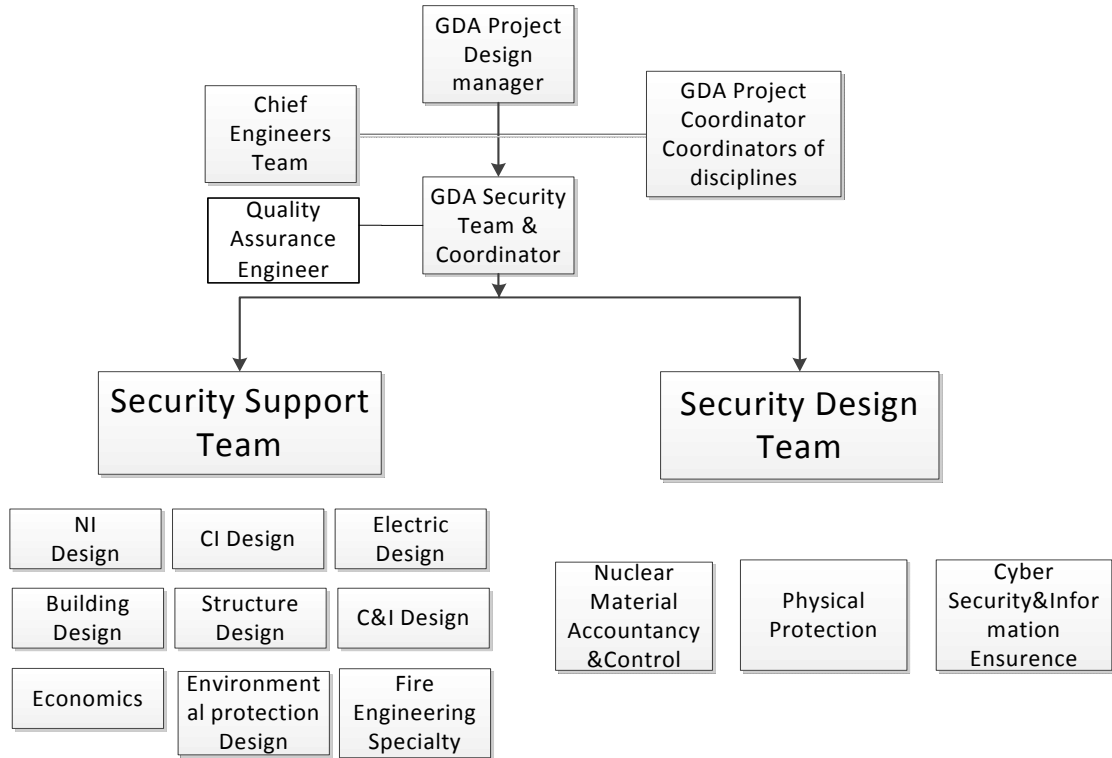 GDA Project
Design
manager
Chief
Engineers
Team
GDA Project
Coordinator
Coordinators of
disciplines
Quality
Assurance
Engineer
GDA Security
Team &
Coordinator
Security Support
Team
Security Design
Team
NI
Design
CI Design
Electric
Design
Building
Design
Structure
Design
C&I Design
Economics
Environment
al protection
Design
Fire
Engineering
Specialty
Nuclear
Material
Accountancy
&Control
Physical
Protection
Cyber
Security&Infor
mation
Ensurence